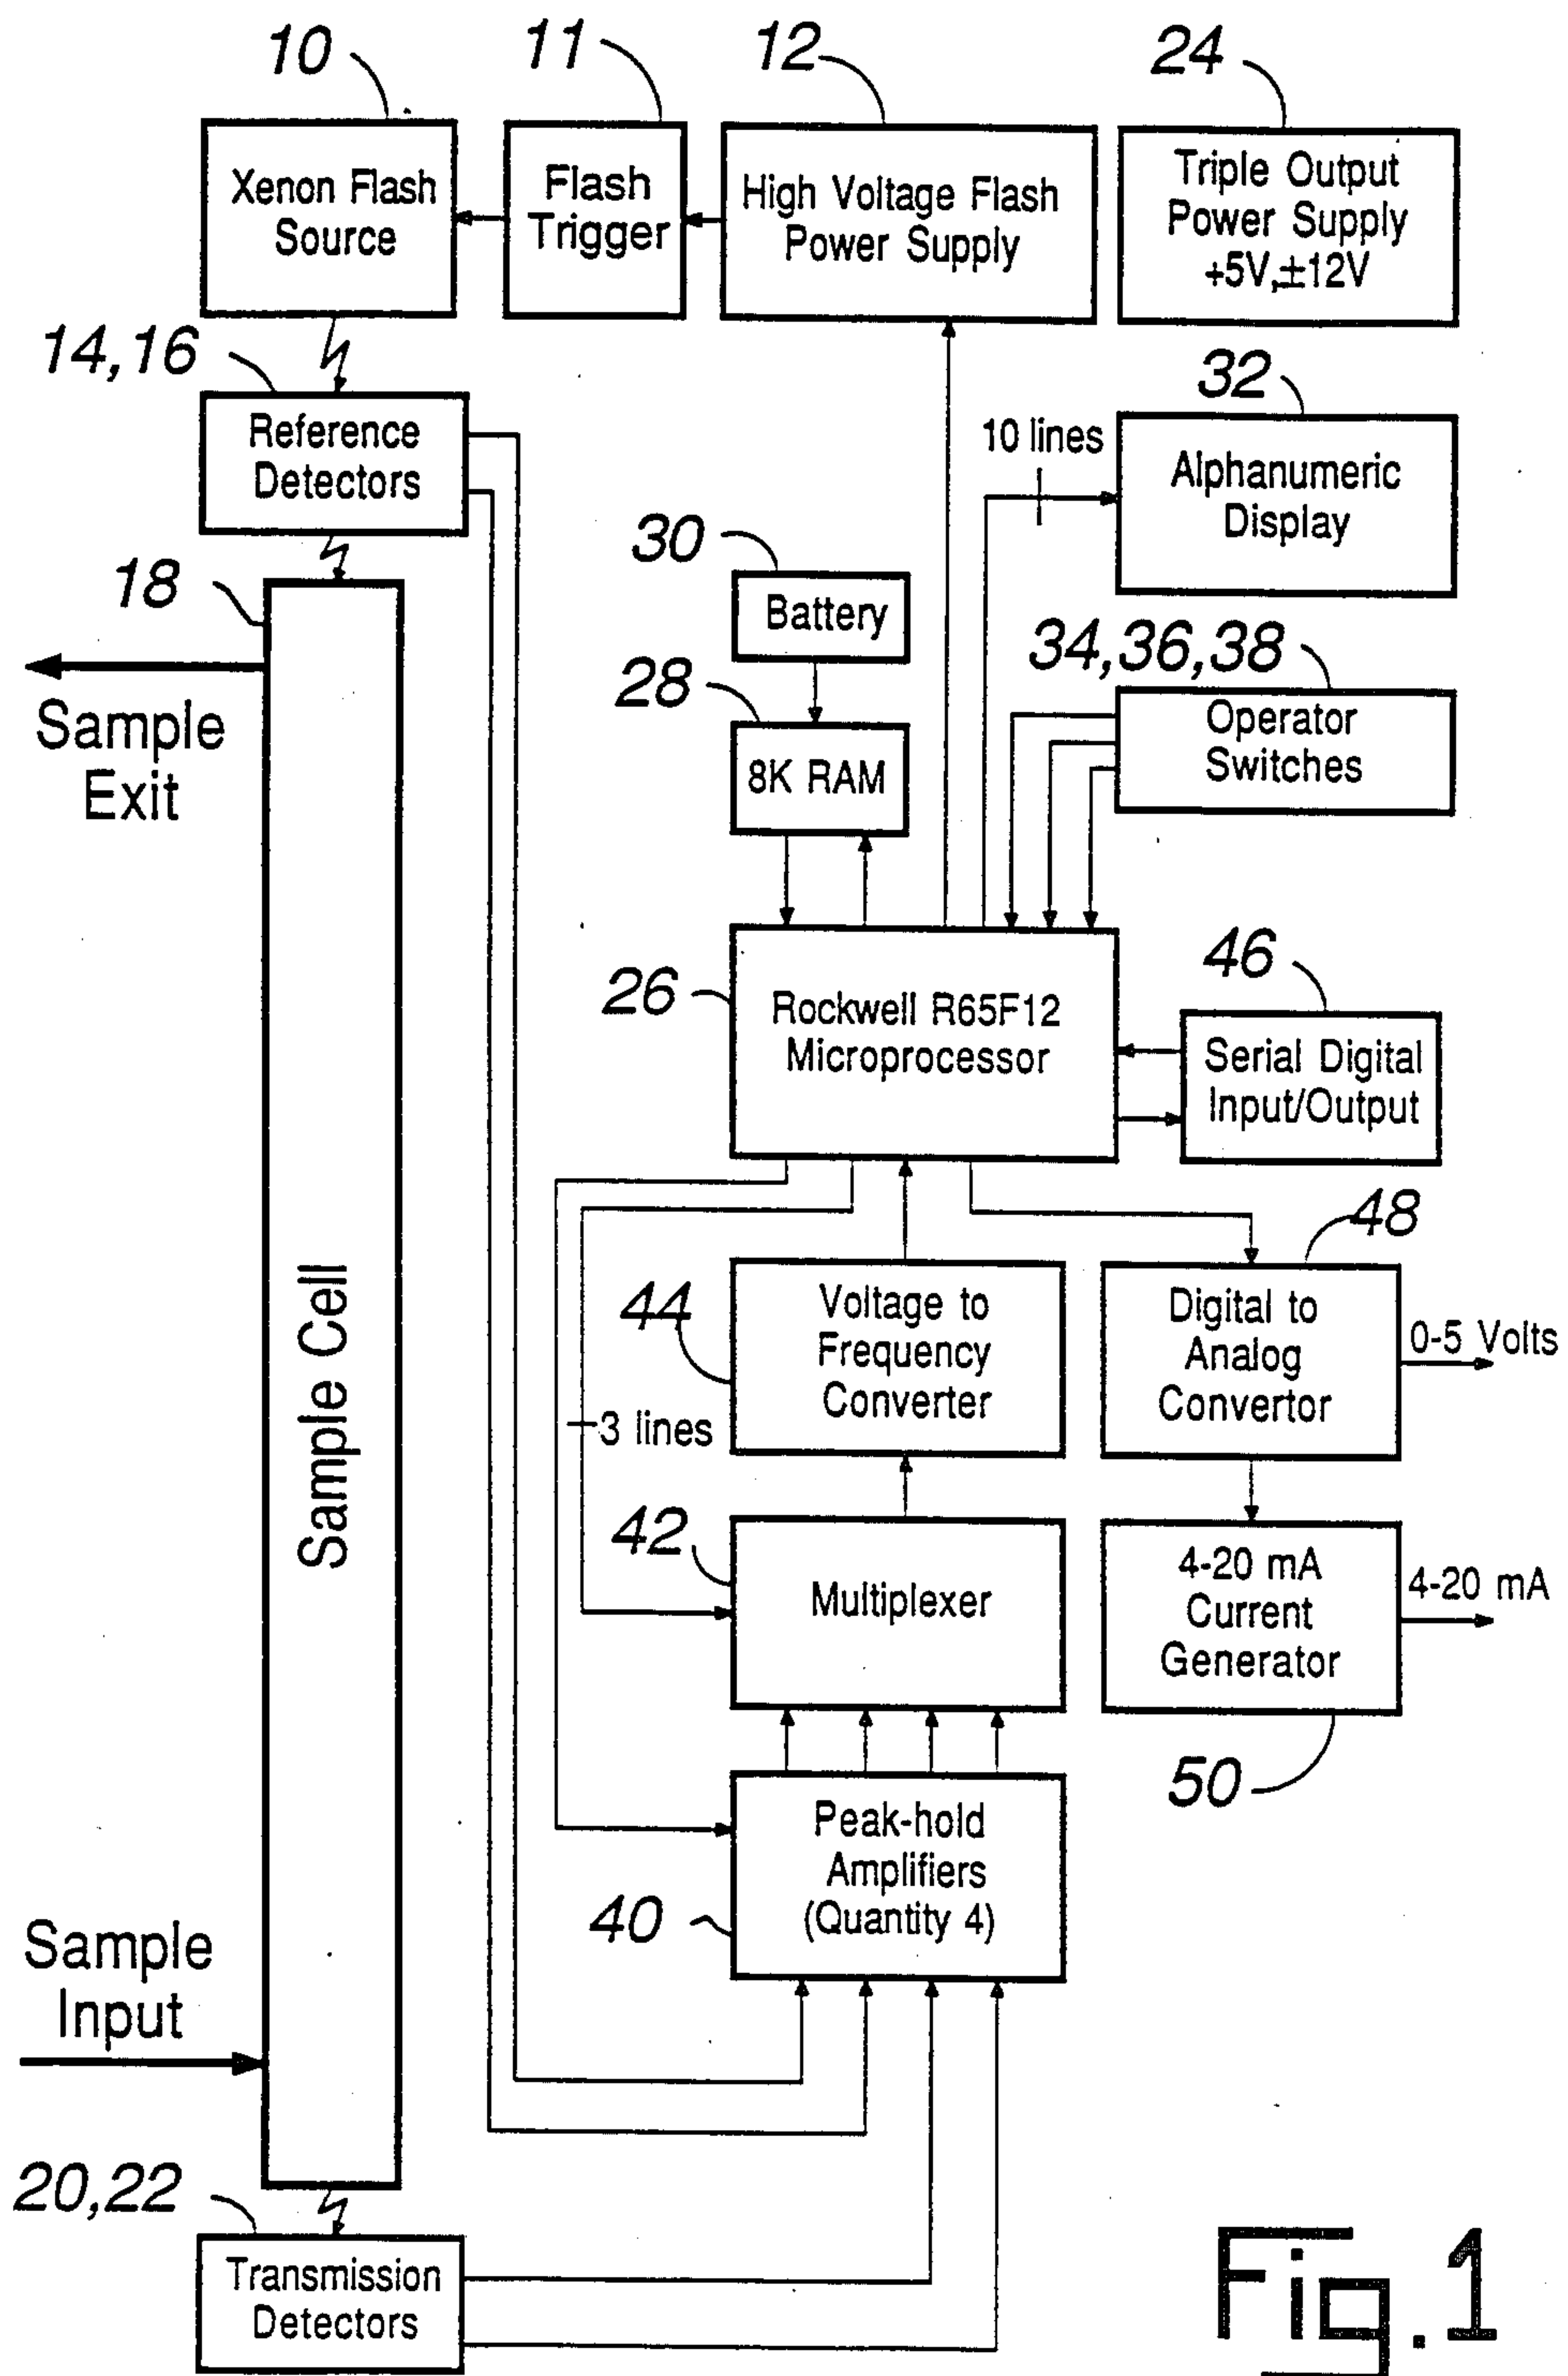 10
11
12
24
Xenon Flash
Source
Flash
Trigger
High Voltage Flash
Power Supply
Triple Output
Power Supply
+5V,±12V
14,16
32
Reference
Detectors
10 lines
Alphanumeric
Display
30
18
Battery
34,36,38
28
Sample
Exit
Operator
Switches
8K RAM
26
46
Rockwell R65F12
Microprocessor
Serial Digital
Input/Output
48
Sample Cell
44
Voltage to
Frequency
Converter
Digital to
Analog
Convertor
0-5 Volts
3 lines
42
Multiplexer
4-20 mA
Current
Generator
4-20 mA
50
Peak-hold
Amplifiers
(Quantity 4)
40
Sample
Input
20,22
Transmission
Detectors
Fig.1